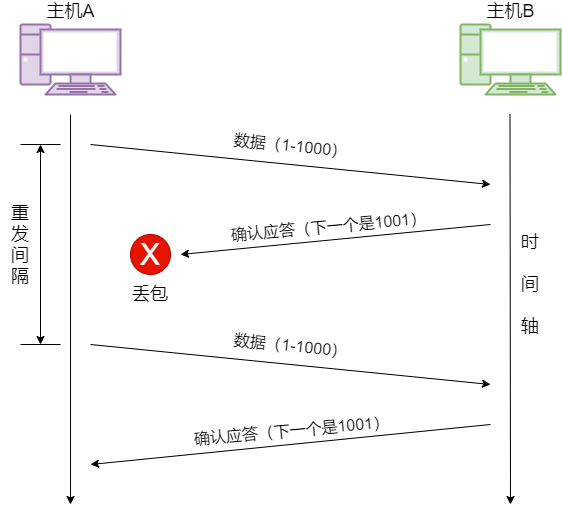 主机A
主机B
数据（1-1000）
确认应答（下一个是1001）
重发间隔
X
丢包
时间轴
数据（1-1000）
确认应答（下一个是1001）